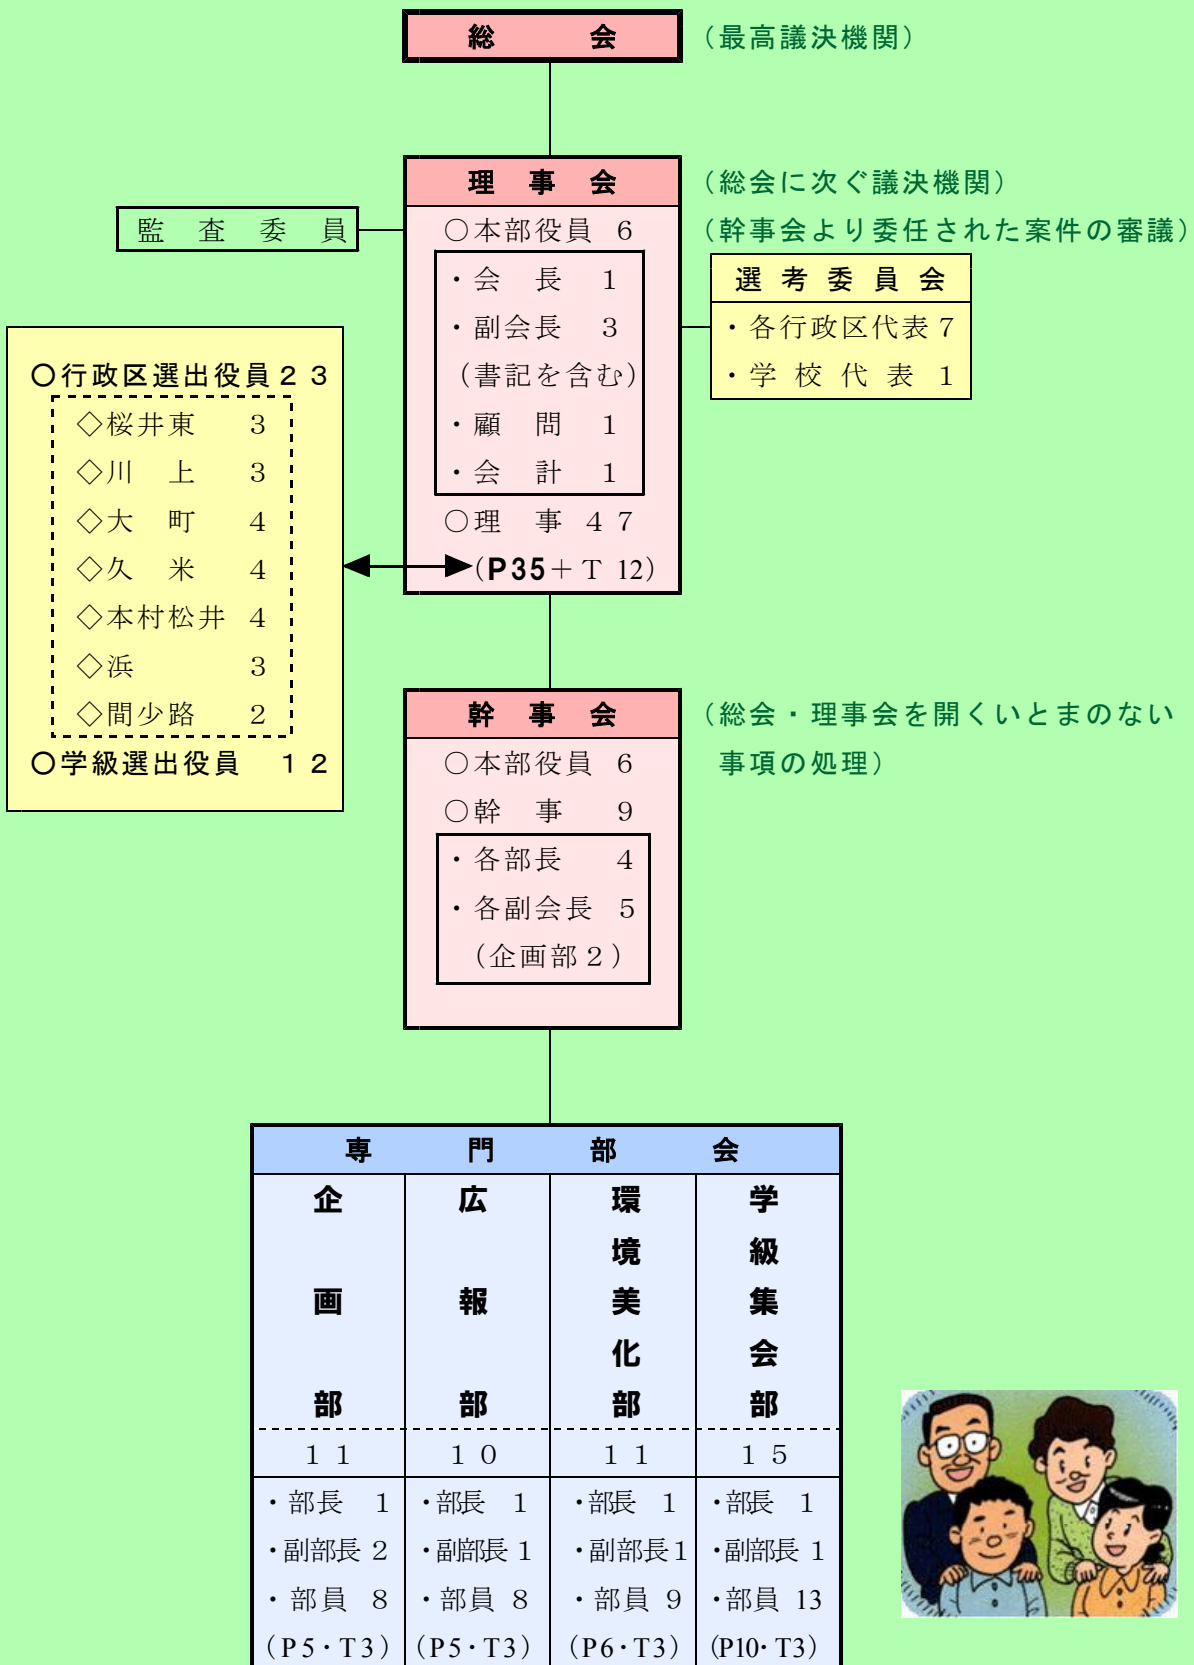 総会
（最高議決機関）
理事会
（総会に次ぐ議決機関）
（幹事会より委任された案件の審議）
監査委員
○本部役員 ６
・会長 １
・副会長 ３
（書記を含む）
・顧問 １
・会計 １
○理事 ４７
（P35＋Ｔ 12）
選考委員会
・各行政区代表７
・学校代表 １
○行政区選出役員２３
◇桜井東 ３
◇川上 ３
◇大町 ４
◇久米 ４
◇本村松井 ４
◇浜 ３
◇間少路 ２
○学級選出役員 １２
幹事会
（総会・理事会を開くいとまのない
事項の処理）
○本部役員 ６
○幹事 ９
・各部長 ４
・各副会長 ５
（企画部２）
専門部会
企画部
広報部
環境美化部
学級集会部
１１
１０
１１
１５
・部長 １
・部長 １
・部長 １
・部長 １
・副部長 ２
・副部長 １
・副部長１
・副部長 １
・部員 ８
・部員 ８
・部員 ９
・部員 13
（P５・T３）
（P５・T３）
（P６・T３）
（P10・T３）